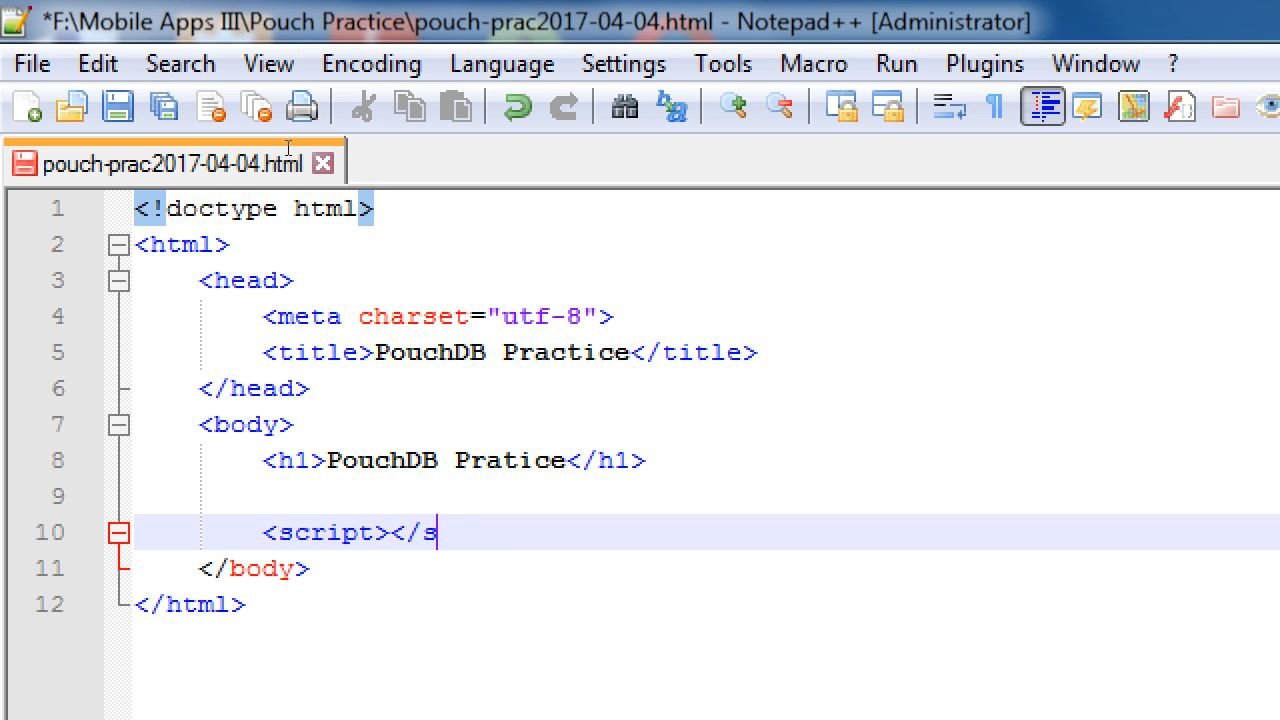 *F:\Mobile Apps III\Pouch Practice\pouch-prac2017-04-04.html - Notepad++ [Administrator]
File Edit Search View Encoding Language Settings Tools Macro Run Plugins Window ?
pouch-prac2017-04-04.html
1 <!doctype html>
2 <html>
3 <head>
4 <meta charset="utf-8">
5 <title>PouchDB Practice</title>
6 </head>
7 <body>
8 <h1>PouchDB Pratice</h1>
9
10 <script></s
11 </body>
12 </html>